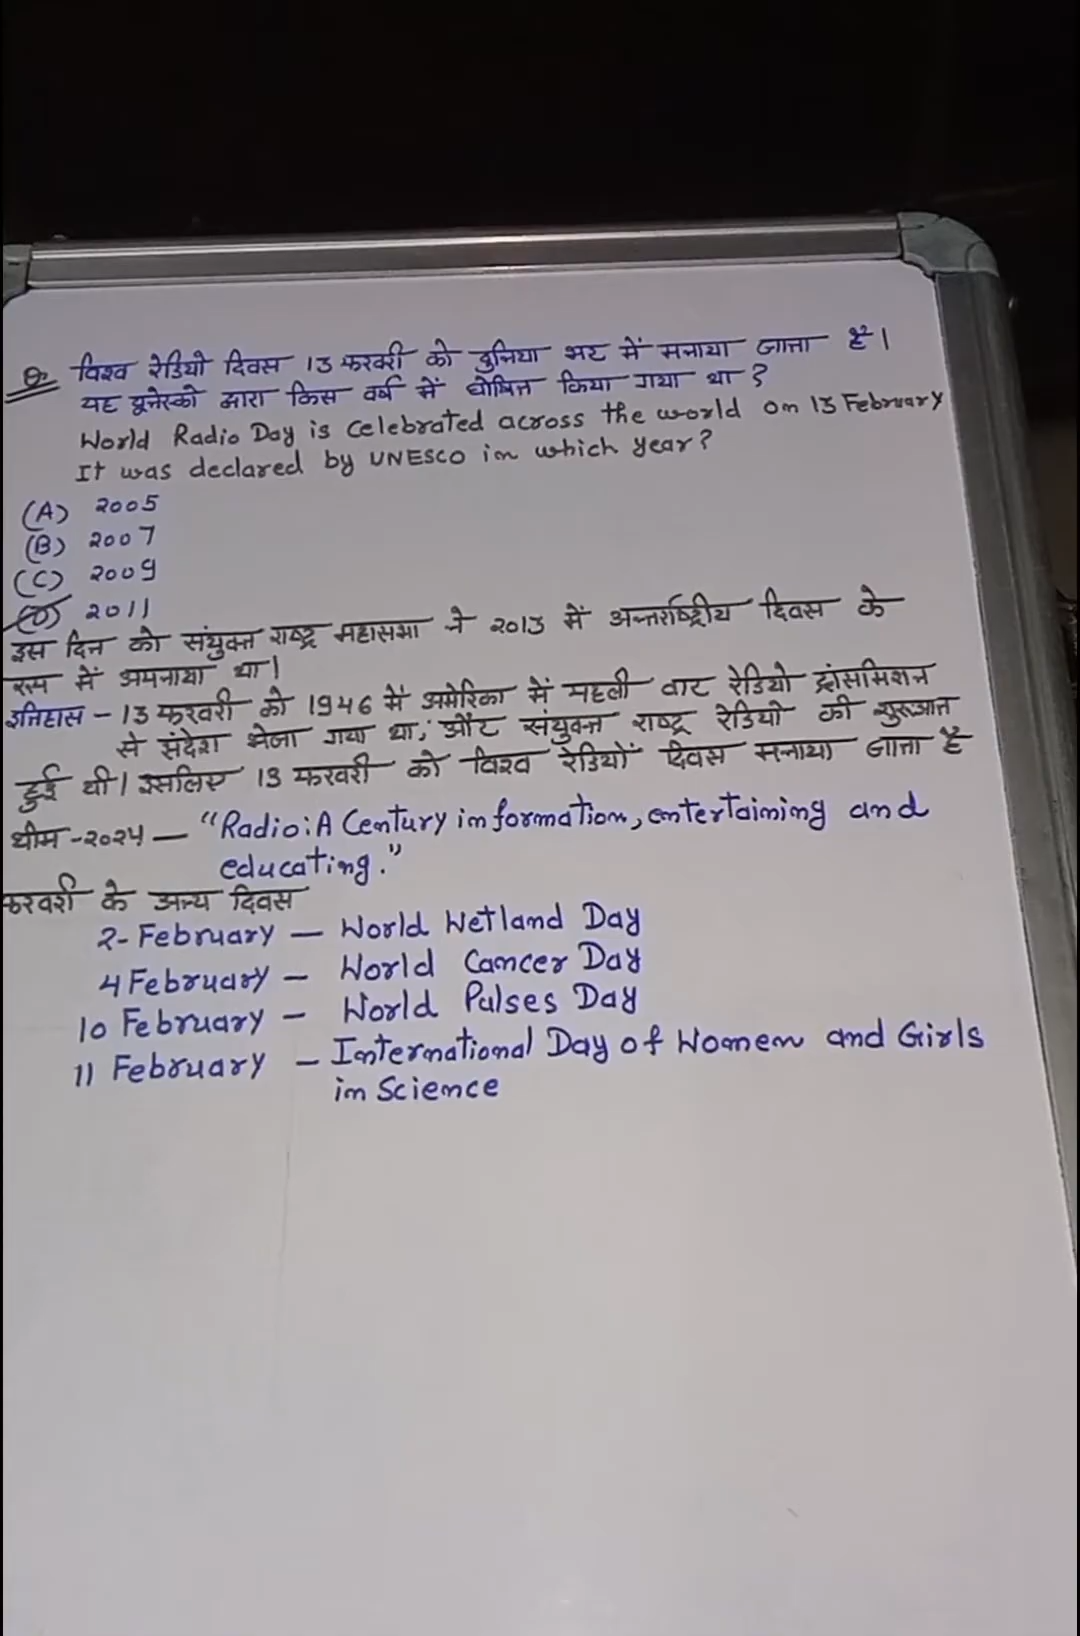 Q. विश्व रेडियो दिवस 13 फरवरी को दुनिया भर में मनाया जाता है।
यह यूनेस्को द्वारा किस वर्ष में घोषित किया गया था ?
World Radio Day is celebrated across the world on 13 February
It was declared by UNESCO in which year?
(A) 2005
(B) 2007
(C) 2009
(D) 2011
इस दिन को संयुक्त राष्ट्र महासभा ने 2013 में अन्तर्राष्ट्रीय दिवस के
रूप में अपनाया था।
इतिहास - 13 फरवरी को 1946 में अमेरिका में पहली बार रेडियो ट्रांसमिशन
से संदेश भेजा गया था, और संयुक्त राष्ट्र रेडियो की शुरूआत
हुई थी। इसलिए 13 फरवरी को विश्व रेडियों दिवस मनाया जाता है
थीम -2024 — "Radio: A Century information, entertaining and
educating."
फरवरी के अन्य दिवस
2- February — World Wetland Day
4 February — World Cancer Day
10 February — World Pulses Day
11 February — International Day of Women and Girls
in Science